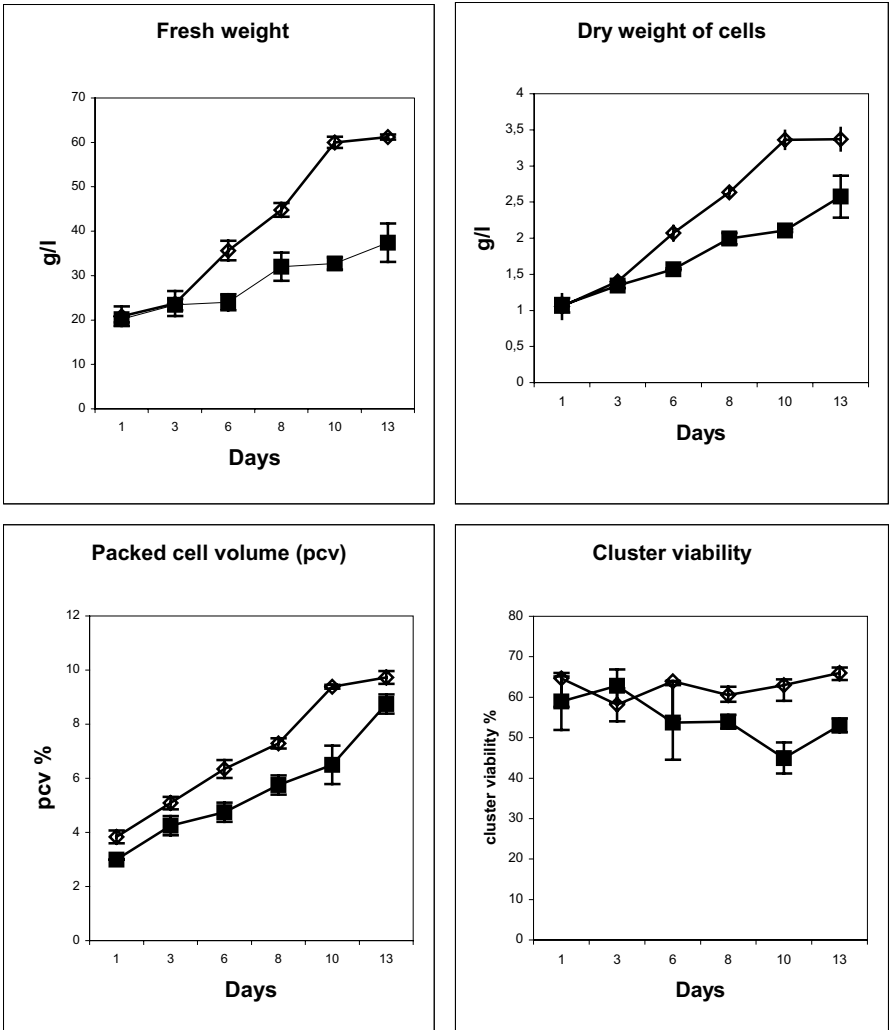 Fresh weight
g/l
70
60
50
40
30
20
10
0
1 3 6 8 10 13
Days
Dry weight of cells
g/l
4
3,5
3
2,5
2
1,5
1
0,5
0
1 3 6 8 10 13
Days
Packed cell volume (pcv)
pcv %
12
10
8
6
4
2
0
1 3 6 8 10 13
Days
Cluster viability
cluster viability %
80
70
60
50
40
30
20
10
0
1 3 6 8 10 13
Days